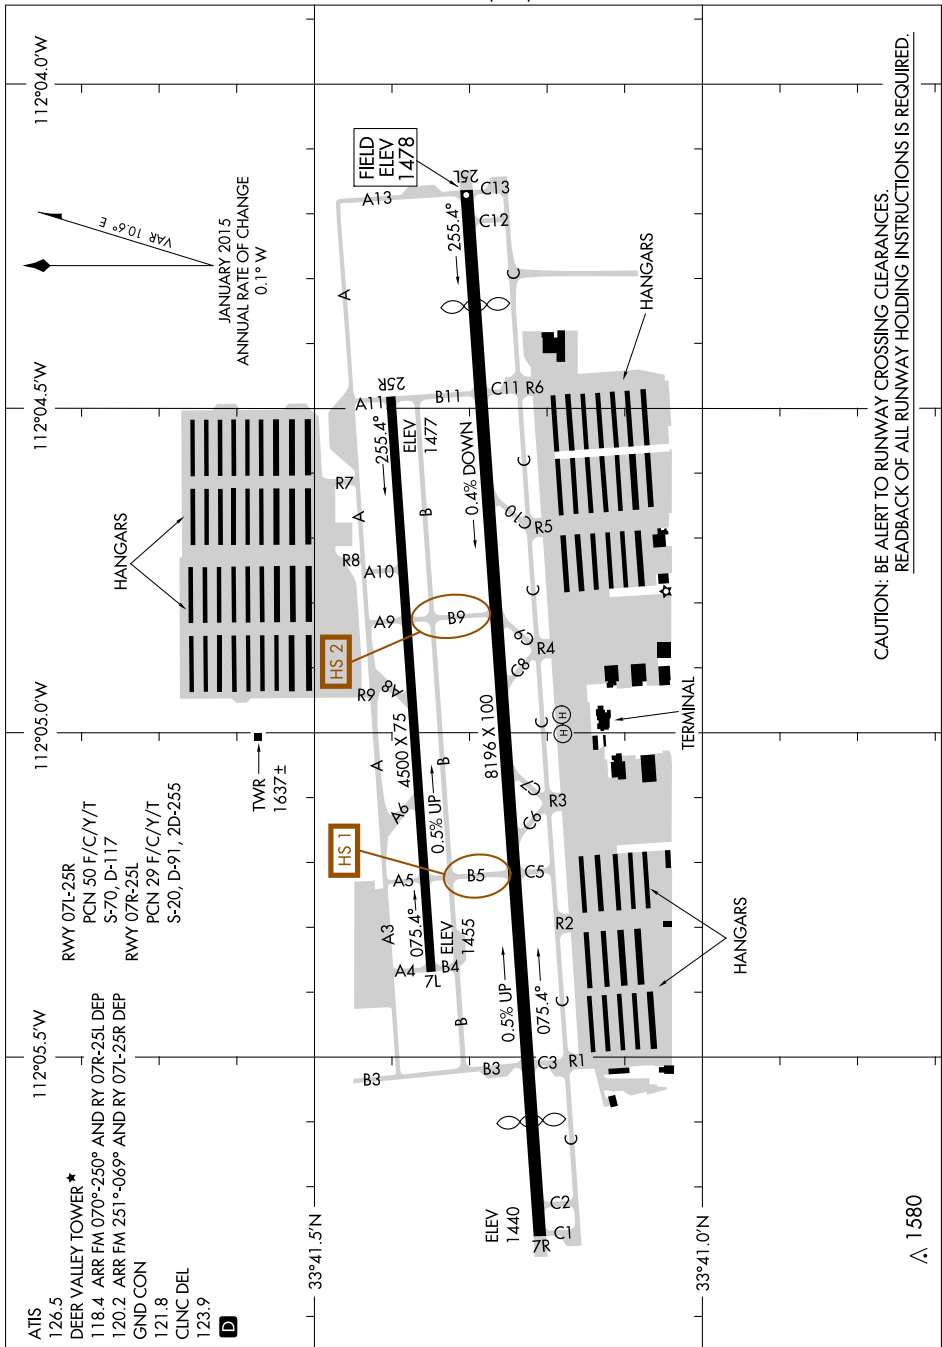 ATIS
126.5
DEER VALLEY TOWER★
118.4 ARR FM 070°-250° AND RY 07R-25L DEP
120.2 ARR FM 251°-069° AND RY 07L-25R DEP
GND CON
121.8
CLNC DEL
123.9
D
RWY 07L-25R
PCN 50 F/C/Y/T
S-70, D-117
RWY 07R-25L
PCN 29 F/C/Y/T
S-20, D-91, 2D-255
VAR 10.6° E
JANUARY 2015
ANNUAL RATE OF CHANGE
0.1° W
112°05.5'W
112°05.0'W
112°04.5'W
112°04.0'W
33°41.5'N
33°41.0'N
TWR
1637±
HANGARS
R9
R8
R7
HS 1
HS 2
FIELD
ELEV
1478
A
A
A
A3
A4
A5
A6
A8
A9
A10
A11
A13
7L
075.4°
4500 X 75
255.4°
25R
ELEV
1455
0.5% UP
ELEV
1477
B3
B3
B4
B
B5
B
B9
B
B11
7R
ELEV
1440
0.5% UP
075.4°
8196 X 100
0.4% DOWN
255.4°
25L
C1
C2
C3
C5
C6
C7
C8
C9
C10
C11
C12
C13
C
C
C
C
C
C
R1
R2
R3
R4
R5
R6
H
H
HANGARS
TERMINAL
HANGARS
1580
CAUTION: BE ALERT TO RUNWAY CROSSING CLEARANCES.
READBACK OF ALL RUNWAY HOLDING INSTRUCTIONS IS REQUIRED.